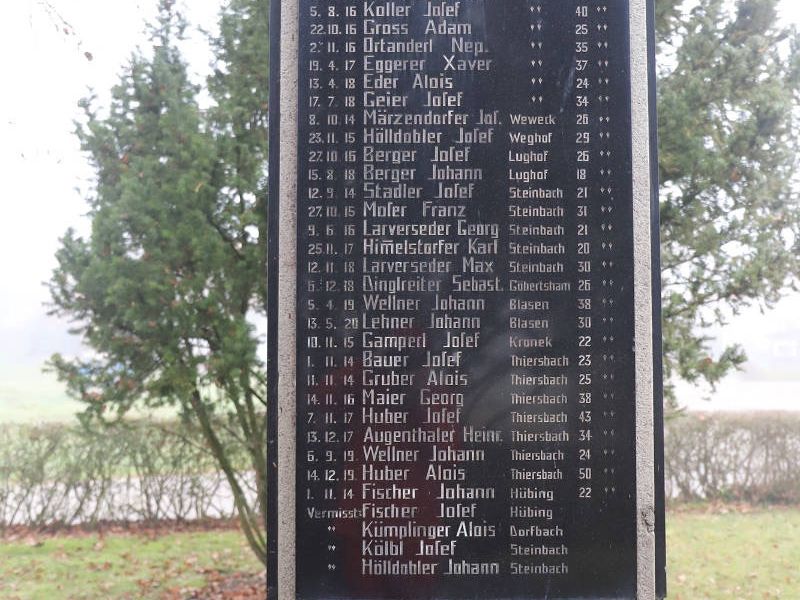 5. 8. 16 Koller Josef " 40 "
22. 10. 16 Gross Adam " 25 "
2. 11. 16 Ortanderl Nep. " 35 "
19. 4. 17 Eggerer Xaver " 37 "
13. 4. 18 Eder Alois " 24 "
17. 7. 18 Geier Josef " 34 "
8. 10. 14 Märzendorfer Jos. Weweck 26 "
23. 11. 15 Hölldobler Josef Weghof 29 "
27. 10. 16 Berger Josef Lughof 26 "
15. 8. 18 Berger Johann Lughof 18 "
12. 9. 14 Stadler Josef Steinbach 21 "
27. 10. 15 Moser Franz Steinbach 31 "
9. 6. 16 Larverseder Georg Steinbach 21 "
25. 11. 17 Him̄elstorfer Karl Steinbach 20 "
12. 11. 18 Larverseder Max Steinbach 30 "
6. 12. 18 Dinglreiter Sebast. Gobertsham 26 "
5. 4. 19 Wellner Johann Blasen 38 "
13. 5. 20 Lehner Johann Blasen 30 "
10. 11. 15 Gamperl Josef Kronek 22 "
1. 11. 14 Bauer Josef Thiersbach 23 "
11. 11. 14 Gruber Alois Thiersbach 25 "
14. 11. 16 Maier Georg Thiersbach 38 "
7. 11. 17 Huber Josef Thiersbach 43 "
13. 12. 17 Augenthaler Heinr. Thiersbach 34 "
6. 9. 19 Wellner Johann Thiersbach 24 "
14. 12. 19 Huber Alois Thiersbach 50 "
1. 11. 14 Fischer Johann Hübing 22 "
Vermisst: Fischer Josef Hübing
" Kümplinger Alois Dorfbach
" Kölbl Josef Steinbach
" Hölldobler Johann Steinbach